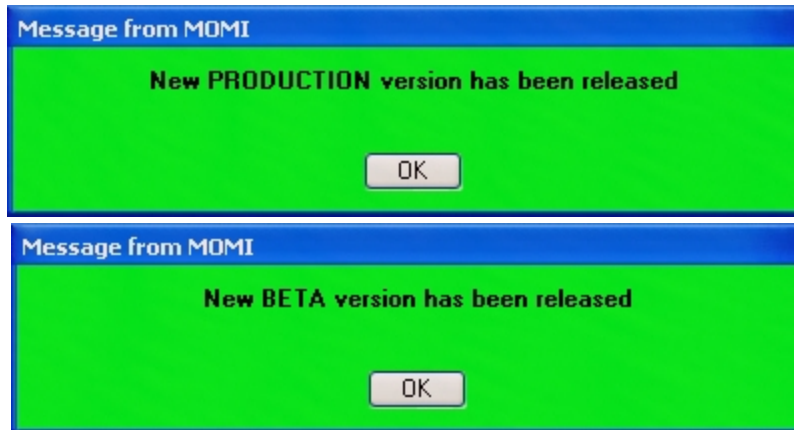 Message from MOMI
New PRODUCTION version has been released
OK
Message from MOMI
New BETA version has been released
OK